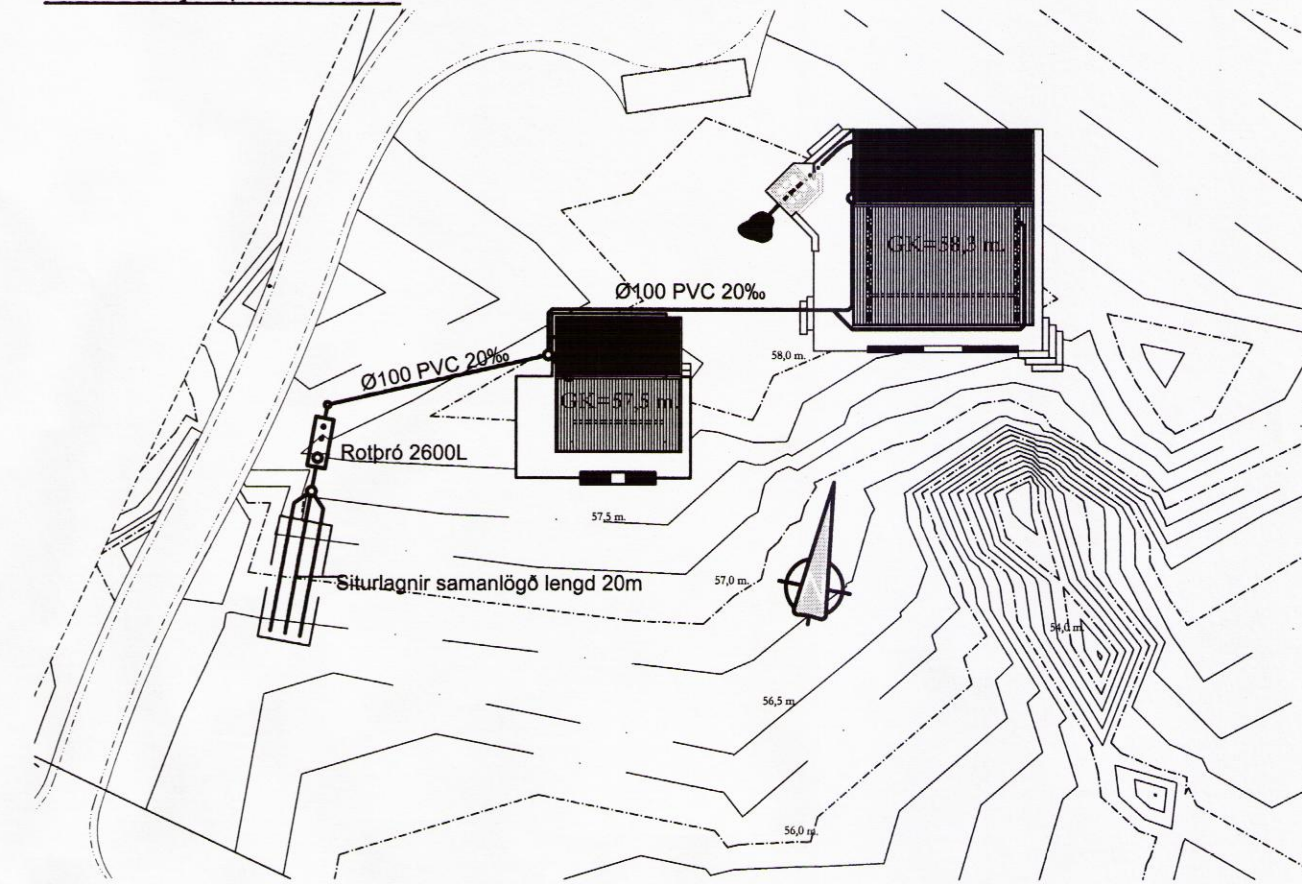 GK=58,3 m.
Ø100 PVC 20‰
58,0 m.
Ø100 PVC 20‰
GK=57,5 m.
Rotþró 2600L
57,5 m.
57,0 m.
Siturlagnir samanlögð lengd 20m
54,0 m.
56,5 m
56,0 m.